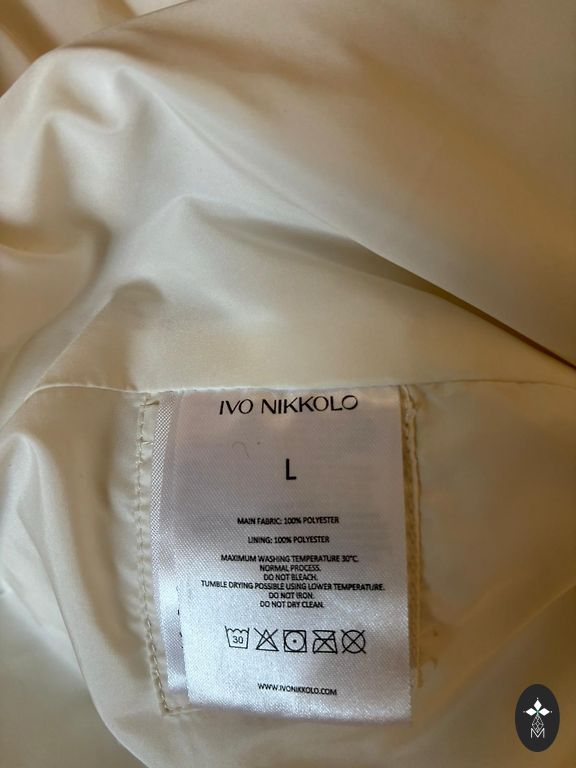 IVO NIKKOLO
L
MAIN FABRIC: 100% POLYESTER
LINING: 100% POLYESTER
MAXIMUM WASHING TEMPERATURE 30°C.
NORMAL PROCESS.
DO NOT BLEACH.
TUMBLE DRYING POSSIBLE USING LOWER TEMPERATURE.
DO NOT IRON.
DO NOT DRY CLEAN.
30
WWW.IVONIKKOLO.COM
M